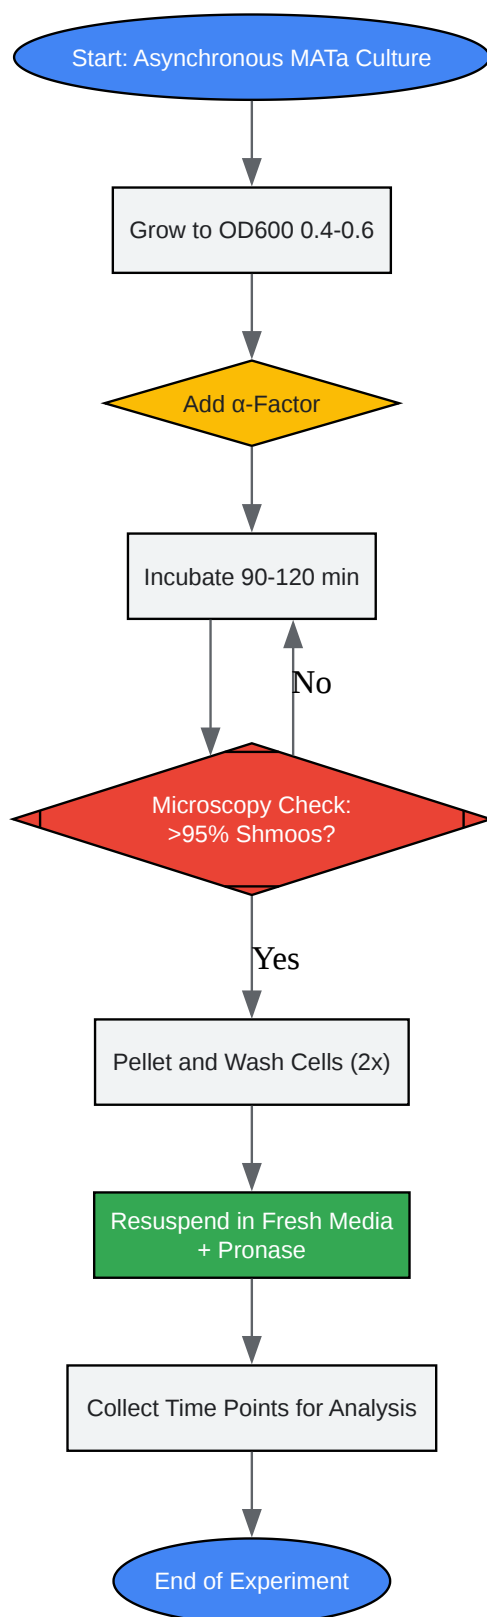 Start: Asynchronous MATa Culture
Grow to OD600 0.4-0.6
Add α-Factor
Incubate 90-120 min
No
Microscopy Check:
>95% Shmoos?
Yes
Pellet and Wash Cells (2x)
Resuspend in Fresh Media
+ Pronase
Collect Time Points for Analysis
End of Experiment